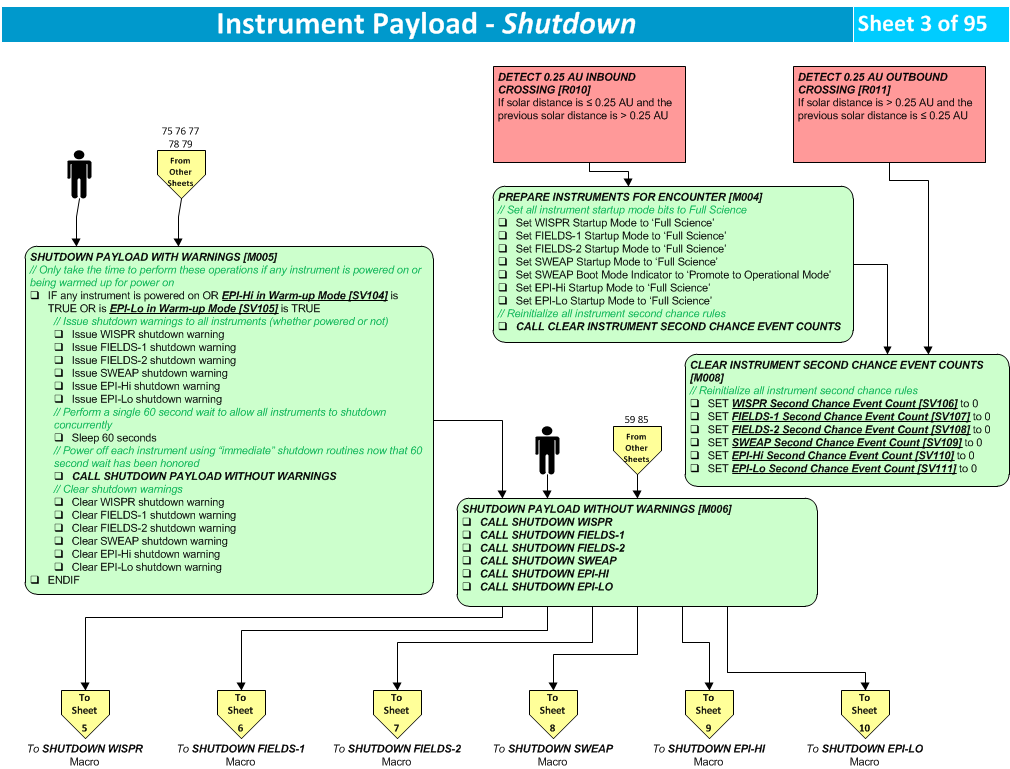 Instrument Payload - Shutdown
Sheet 3 of 95
DETECT 0.25 AU INBOUND
CROSSING [R010]
If solar distance is ≤ 0.25 AU and the
previous solar distance is > 0.25 AU
DETECT 0.25 AU OUTBOUND
CROSSING [R011]
If solar distance is > 0.25 AU and the
previous solar distance is ≤ 0.25 AU
75 76 77
78 79
From
Other
Sheets
PREPARE INSTRUMENTS FOR ENCOUNTER [M004]
// Set all instrument startup mode bits to Full Science
❑ Set WISPR Startup Mode to ‘Full Science’
❑ Set FIELDS-1 Startup Mode to ‘Full Science’
❑ Set FIELDS-2 Startup Mode to ‘Full Science’
❑ Set SWEAP Startup Mode to ‘Full Science’
❑ Set SWEAP Boot Mode Indicator to ‘Promote to Operational Mode’
❑ Set EPI-Hi Startup Mode to ‘Full Science’
❑ Set EPI-Lo Startup Mode to ‘Full Science’
// Reinitialize all instrument second chance rules
❑ CALL CLEAR INSTRUMENT SECOND CHANCE EVENT COUNTS
SHUTDOWN PAYLOAD WITH WARNINGS [M005]
// Only take the time to perform these operations if any instrument is powered on or
being warmed up for power on
❑ IF any instrument is powered on OR EPI-Hi in Warm-up Mode [SV104] is
TRUE OR is EPI-Lo in Warm-up Mode [SV105] is TRUE
// Issue shutdown warnings to all instruments (whether powered or not)
❑ Issue WISPR shutdown warning
❑ Issue FIELDS-1 shutdown warning
❑ Issue FIELDS-2 shutdown warning
❑ Issue SWEAP shutdown warning
❑ Issue EPI-Hi shutdown warning
❑ Issue EPI-Lo shutdown warning
// Perform a single 60 second wait to allow all instruments to shutdown
concurrently
❑ Sleep 60 seconds
// Power off each instrument using “immediate” shutdown routines now that 60
second wait has been honored
❑ CALL SHUTDOWN PAYLOAD WITHOUT WARNINGS
// Clear shutdown warnings
❑ Clear WISPR shutdown warning
❑ Clear FIELDS-1 shutdown warning
❑ Clear FIELDS-2 shutdown warning
❑ Clear SWEAP shutdown warning
❑ Clear EPI-Hi shutdown warning
❑ Clear EPI-Lo shutdown warning
❑ ENDIF
CLEAR INSTRUMENT SECOND CHANCE EVENT COUNTS
[M008]
// Reinitialize all instrument second chance rules
❑ SET WISPR Second Chance Event Count [SV106] to 0
❑ SET FIELDS-1 Second Chance Event Count [SV107] to 0
❑ SET FIELDS-2 Second Chance Event Count [SV108] to 0
❑ SET SWEAP Second Chance Event Count [SV109] to 0
❑ SET EPI-Hi Second Chance Event Count [SV110] to 0
❑ SET EPI-Lo Second Chance Event Count [SV111] to 0
59 85
From
Other
Sheets
SHUTDOWN PAYLOAD WITHOUT WARNINGS [M006]
❑ CALL SHUTDOWN WISPR
❑ CALL SHUTDOWN FIELDS-1
❑ CALL SHUTDOWN FIELDS-2
❑ CALL SHUTDOWN SWEAP
❑ CALL SHUTDOWN EPI-HI
❑ CALL SHUTDOWN EPI-LO
To
Sheet
5
To SHUTDOWN WISPR
Macro
To
Sheet
6
To SHUTDOWN FIELDS-1
Macro
To
Sheet
7
To SHUTDOWN FIELDS-2
Macro
To
Sheet
8
To SHUTDOWN SWEAP
Macro
To
Sheet
9
To SHUTDOWN EPI-HI
Macro
To
Sheet
10
To SHUTDOWN EPI-LO
Macro